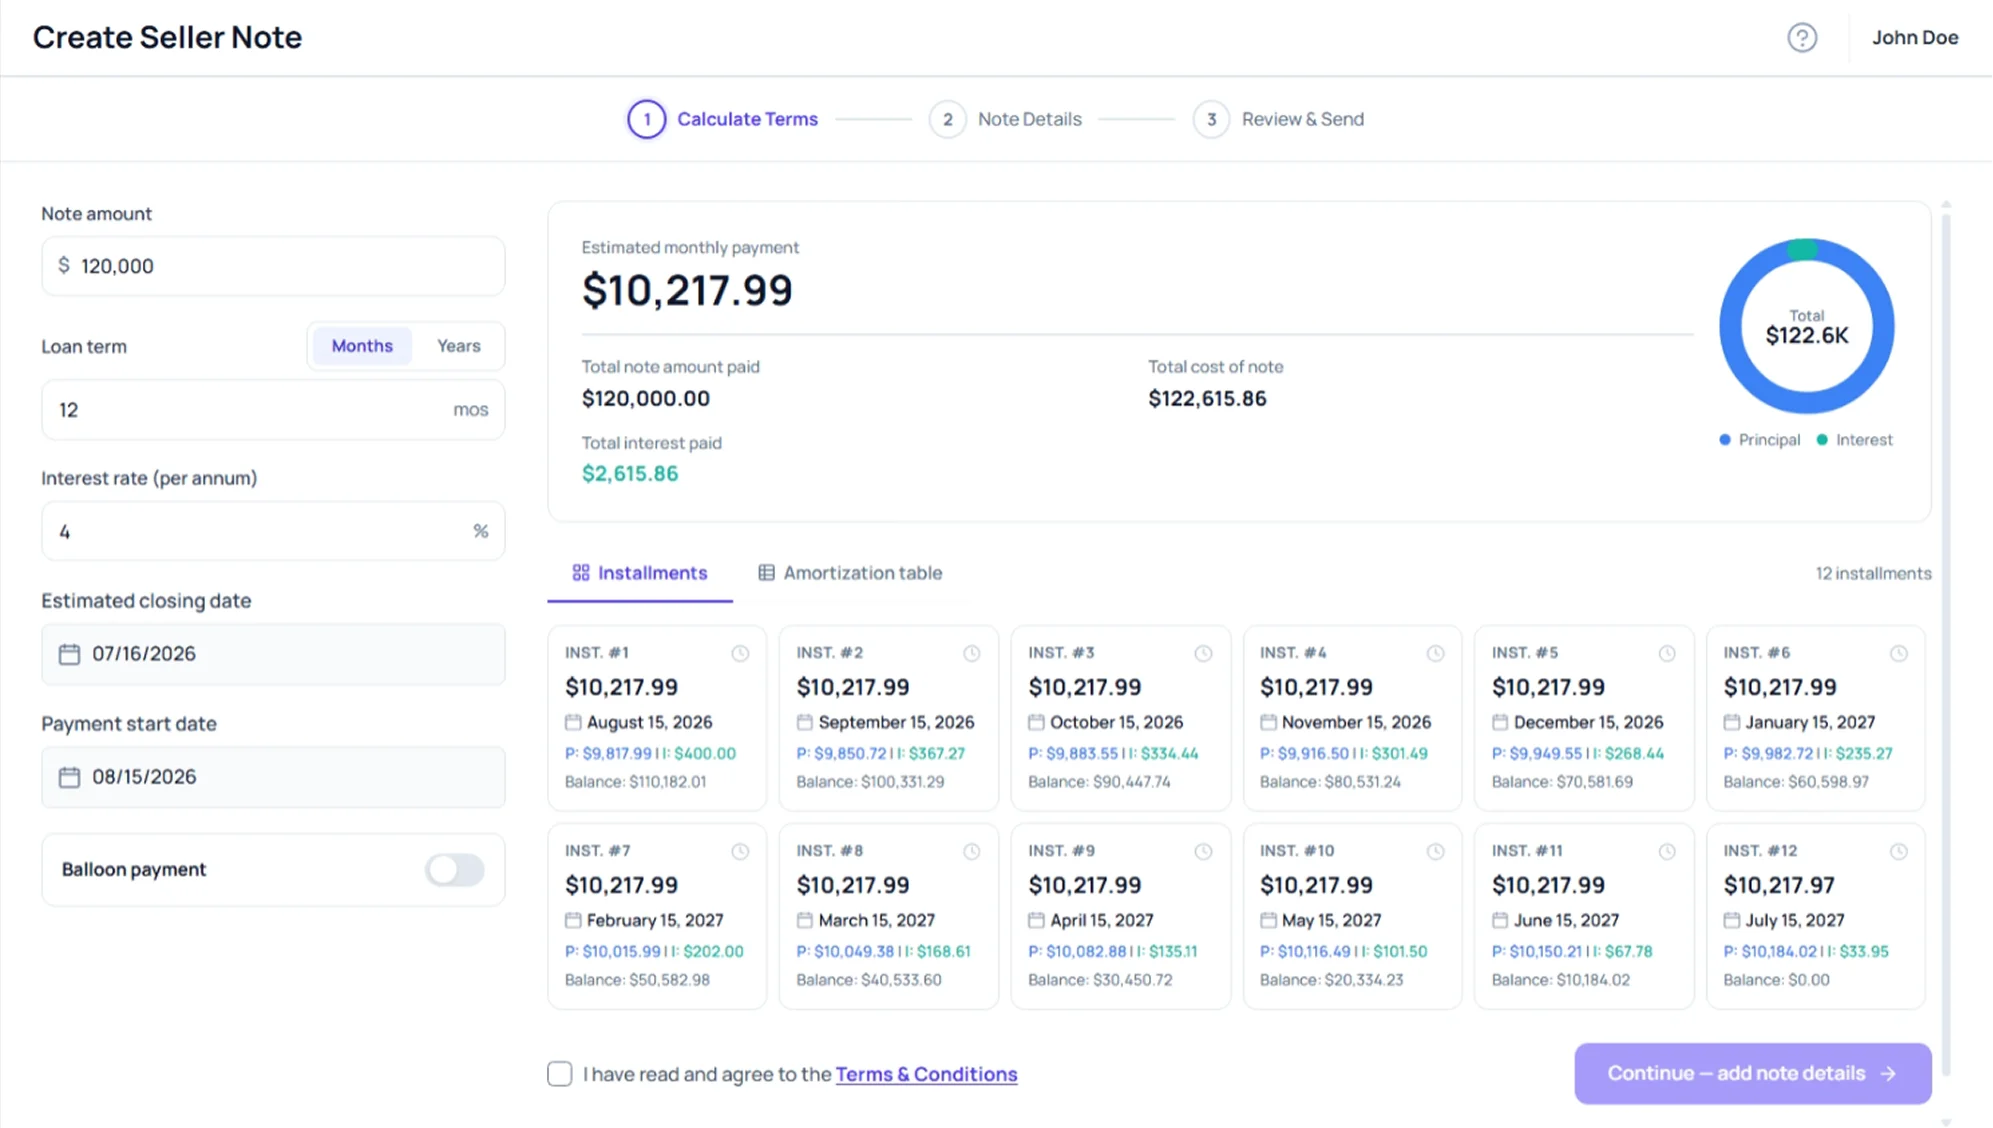 Create Seller Note
? John Doe
1 Calculate Terms 2 Note Details 3 Review & Send
Note amount
$ 120,000
Loan term Months Years
12 mos
Interest rate (per annum)
4 %
Estimated closing date
07/16/2026
Payment start date
08/15/2026
Balloon payment
Estimated monthly payment
$10,217.99
Total note amount paid
$120,000.00
Total cost of note
$122,615.86
Total interest paid
$2,615.86
Total
$122.6K
Principal Interest
Installments Amortization table 12 installments
INST. #1
$10,217.99
August 15, 2026
P: $9,817.99 | I: $400.00
Balance: $110,182.01
INST. #2
$10,217.99
September 15, 2026
P: $9,850.72 | I: $367.27
Balance: $100,331.29
INST. #3
$10,217.99
October 15, 2026
P: $9,883.55 | I: $334.44
Balance: $90,447.74
INST. #4
$10,217.99
November 15, 2026
P: $9,916.50 | I: $301.49
Balance: $80,531.24
INST. #5
$10,217.99
December 15, 2026
P: $9,949.55 | I: $268.44
Balance: $70,581.69
INST. #6
$10,217.99
January 15, 2027
P: $9,982.72 | I: $235.27
Balance: $60,598.97
INST. #7
$10,217.99
February 15, 2027
P: $10,015.99 | I: $202.00
Balance: $50,582.98
INST. #8
$10,217.99
March 15, 2027
P: $10,049.38 | I: $168.61
Balance: $40,533.60
INST. #9
$10,217.99
April 15, 2027
P: $10,082.88 | I: $135.11
Balance: $30,450.72
INST. #10
$10,217.99
May 15, 2027
P: $10,116.49 | I: $101.50
Balance: $20,334.23
INST. #11
$10,217.99
June 15, 2027
P: $10,150.21 | I: $67.78
Balance: $10,184.02
INST. #12
$10,217.97
July 15, 2027
P: $10,184.02 | I: $33.95
Balance: $0.00
I have read and agree to the Terms & Conditions
Continue – add note details →